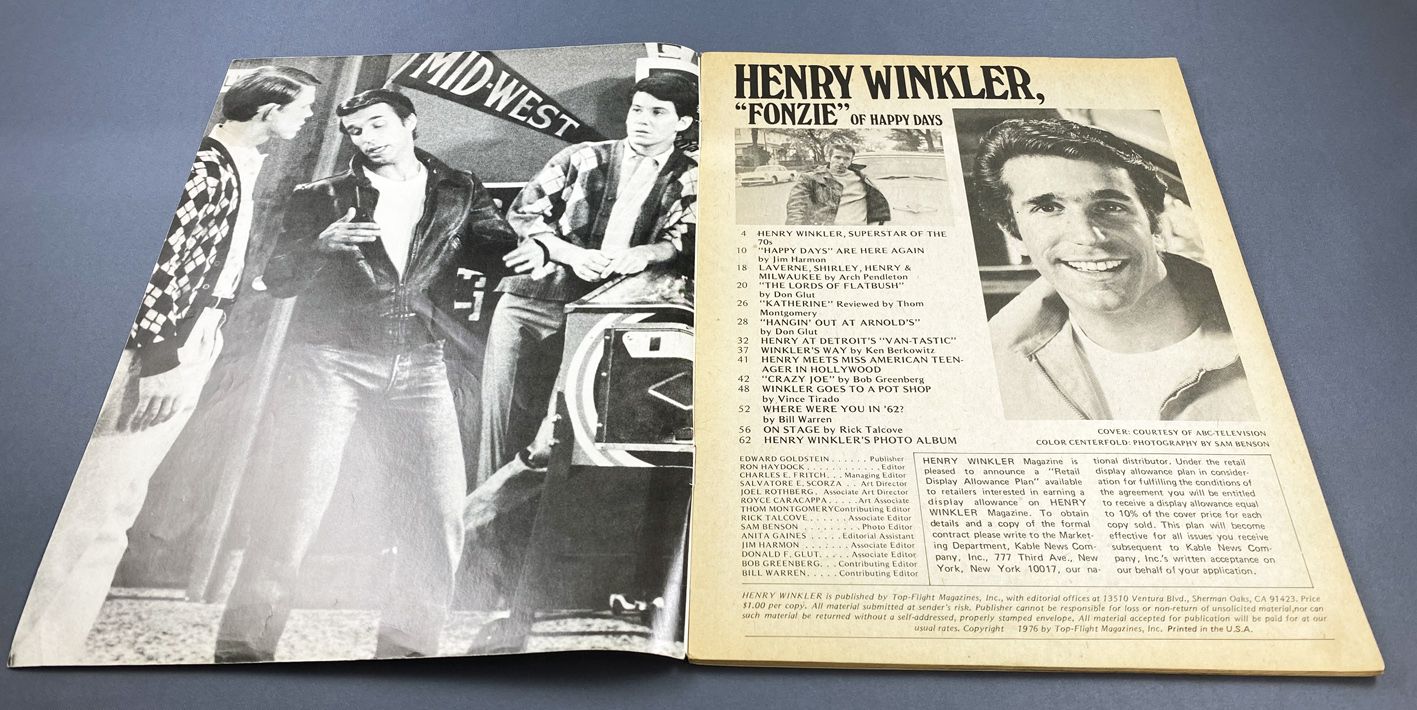 MID-WEST
HENRY WINKLER,
“FONZIE” OF HAPPY DAYS
4 HENRY WINKLER, SUPERSTAR OF THE
70s
10 “HAPPY DAYS” ARE HERE AGAIN
by Jim Harmon
18 LAVERNE, SHIRLEY, HENRY &
MILWAUKEE by Arch Pendleton
20 “THE LORDS OF FLATBUSH”
by Don Glut
26 “KATHERINE” Reviewed by Thom
Montgomery
28 “HANGIN' OUT AT ARNOLD'S”
by Don Glut
32 HENRY AT DETROIT'S “VAN-TASTIC”
37 WINKLER'S WAY by Ken Berkowitz
41 HENRY MEETS MISS AMERICAN TEEN-
AGER IN HOLLYWOOD
42 “CRAZY JOE” by Bob Greenberg
48 WINKLER GOES TO A POT SHOP
by Vince Tirado
52 WHERE WERE YOU IN '62?
by Bill Warren
56 ON STAGE by Rick Talcove
62 HENRY WINKLER'S PHOTO ALBUM
COVER: COURTESY OF ABC-TELEVISION
COLOR CENTERFOLD: PHOTOGRAPHY BY SAM BENSON
EDWARD GOLDSTEIN . . . . . . Publisher
RON HAYDOCK . . . . . . . . . . . . Editor
CHARLES E. FRITCH. . . Managing Editor
SALVATORE E. SCORZA . . Art Director
JOEL ROTHBERG, Associate Art Director
ROYCE CARACAPPA . . . . . Art Associate
THOM MONTGOMERY Contributing Editor
RICK TALCOVE. . . . . . Associate Editor
SAM BENSON . . . . . . . . . Photo Editor
ANITA GAINES . . . . . Editorial Assistant
JIM HARMON . . . . . . . Associate Editor
DONALD F. GLUT. . . . . Associate Editor
BOB GREENBERG. . . Contributing Editor
BILL WARREN. . . . . Contributing Editor
HENRY WINKLER Magazine is
pleased to announce a “Retail
Display Allowance Plan” available
to retailers interested in earning a
display allowance on HENRY
WINKLER Magazine. To obtain
details and a copy of the formal
contract please write to the Market-
ing Department, Kable News Com-
pany, Inc., 777 Third Ave., New
York, New York 10017, our na-
tional distributor. Under the retail
display allowance plan in consider-
ation for fulfilling the conditions of
the agreement you will be entitled
to receive a display allowance equal
to 10% of the cover price for each
copy sold. This plan will become
effective for all issues you receive
subsequent to Kable News Com-
pany, Inc.'s written acceptance on
our behalf of your application.
HENRY WINKLER is published by Top-Flight Magazines, Inc., with editorial offices at 13510 Ventura Blvd., Sherman Oaks, CA 91423. Price
$1.00 per copy. All material submitted at sender's risk. Publisher cannot be responsible for loss or non-return of unsolicited material, nor can
such material be returned without a self-addressed, properly stamped envelope. All material accepted for publication will be paid for at our
usual rates. Copyright 1976 by Top-Flight Magazines, Inc. Printed in the U.S.A.